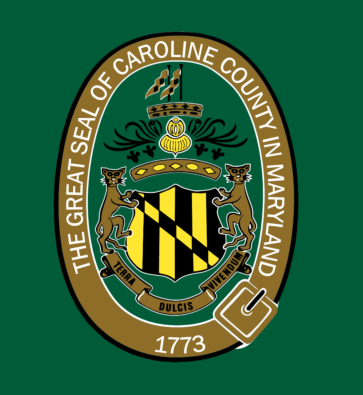 THE GREAT SEAL OF CAROLINE COUNTY IN MARYLAND
TERRA DULCIS VIVENDUM
1773